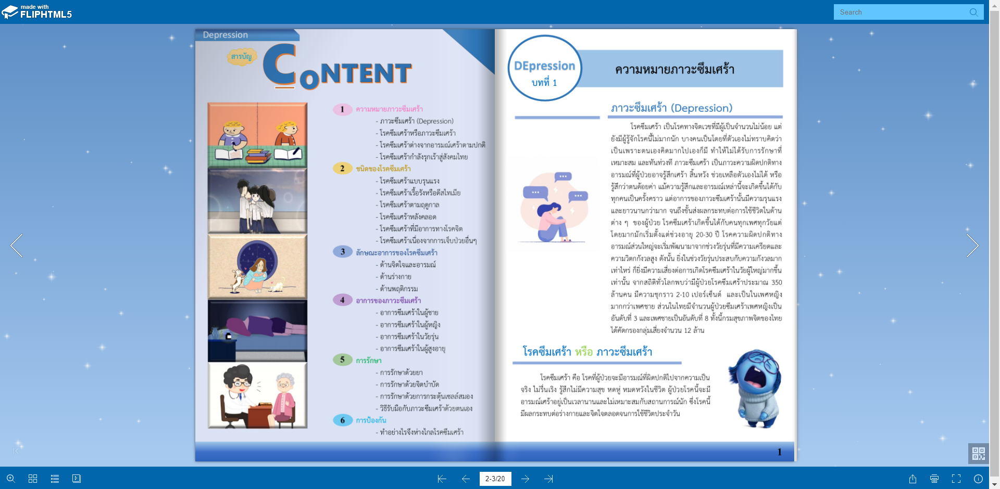 made with
FLIPHTML5
Search
Depression
สารบัญ
CONTENT
1 ความหมายภาวะซึมเศร้า
- ภาวะซึมเศร้า (Depression)
- โรคซึมเศร้าหรือภาวะซึมเศร้า
- โรคซึมเศร้าต่างจากอารมณ์เศร้าตามปกติ
- โรคซึมเศร้ากำลังรุกเร้าสู่สังคมไทย
2 ชนิดของโรคซึมเศร้า
- โรคซึมเศร้าแบบรุนแรง
- โรคซึมเศร้าเรื้อรังหรือดีสไทเมีย
- โรคซึมเศร้าตามฤดูกาล
- โรคซึมเศร้าหลังคลอด
- โรคซึมเศร้าที่มีอาการทางโรคจิต
- โรคซึมเศร้าเนื่องจากการเจ็บป่วยอื่นๆ
3 ลักษณะอาการของโรคซึมเศร้า
- ด้านจิตใจและอารมณ์
- ด้านร่างกาย
- ด้านพฤติกรรม
4 อาการของภาวะซึมเศร้า
- อาการซึมเศร้าในผู้ชาย
- อาการซึมเศร้าในผู้หญิง
- อาการซึมเศร้าในวัยรุ่น
- อาการซึมเศร้าในผู้สูงอายุ
5 การรักษา
- การรักษาด้วยยา
- การรักษาด้วยจิตบำบัด
- การรักษาด้วยการกระตุ้นเซลล์สมอง
- วิธีรับมือกับภาวะซึมเศร้าด้วยตนเอง
6 การป้องกัน
- ทำอย่างไรจึงห่างไกลโรคซึมเศร้า
DEpression
บทที่ 1
ความหมายภาวะซึมเศร้า
ภาวะซึมเศร้า (Depression)
โรคซึมเศร้า เป็นโรคทางจิตเวชที่มีผู้เป็นจำนวนไม่น้อย แต่
ยังมีผู้รู้จักโรคนี้ไม่มากนัก บางคนเป็นโดยที่ตัวเองไม่ทราบคิดว่า
เป็นเพราะตนเองคิดมากไปเองก็มี ทำให้ไม่ได้รับการรักษาที่
เหมาะสม และทันท่วงที ภาวะซึมเศร้า เป็นภาวะความผิดปกติทาง
อารมณ์ที่ผู้ป่วยอาจรู้สึกเศร้า สิ้นหวัง ช่วยเหลือตัวเองไม่ได้ หรือ
รู้สึกว่าตนด้อยค่า แม้ความรู้สึกและอารมณ์เหล่านี้จะเกิดขึ้นได้กับ
ทุกคนเป็นครั้งคราว แต่อาการของภาวะซึมเศร้านั้นมีความรุนแรง
และยาวนานกว่ามาก จนถึงขั้นส่งผลกระทบต่อการใช้ชีวิตในด้าน
ต่าง ๆ ของผู้ป่วย โรคซึมเศร้าเกิดขึ้นได้กับคนทุกเพศทุกวัยแต่
โดยมากมักเริ่มตั้งแต่ช่วงอายุ 20-30 ปี โรคความผิดปกติทาง
อารมณ์ส่วนใหญ่จะเริ่มพัฒนามาจากช่วงวัยรุ่นที่มีความเครียดและ
ความวิตกกังวลสูง ดังนั้น ยิ่งในช่วงวัยรุ่นประสบกับความกังวลมาก
เท่าไหร่ ก็ยิ่งมีความเสี่ยงต่อการเกิดโรคซึมเศร้าในวัยผู้ใหญ่มากขึ้น
เท่านั้น จากสถิติทั่วโลกพบว่ามีผู้ป่วยโรคซึมเศร้าประมาณ 350
ล้านคน มีความชุกราว 2-10 เปอร์เซ็นต์ และเป็นในเพศหญิง
มากกว่าเพศชาย ส่วนในไทยมีจำนวนผู้ป่วยซึมเศร้าเพศหญิงเป็น
อันดับที่ 3 และเพศชายเป็นอันดับที่ 8 ทั้งนี้กรมสุขภาพจิตของไทย
ได้คัดกรองกลุ่มเสี่ยงจำนวน 12 ล้าน
โรคซึมเศร้า หรือ ภาวะซึมเศร้า
โรคซึมเศร้า คือ โรคที่ผู้ป่วยจะมีอารมณ์ที่ผิดปกติไปจากความเป็น
จริง ไม่รื่นเริง รู้สึกไม่มีความสุข หดหู่ หมดหวังในชีวิต ผู้ป่วยโรคนี้จะมี
อารมณ์เศร้าอยู่เป็นเวลานานและไม่เหมาะสมกับสถานการณ์นัก ซึ่งโรคนี้
มีผลกระทบต่อร่างกายและจิตใจตลอดจนการใช้ชีวิตประจำวัน
1
2-3/20